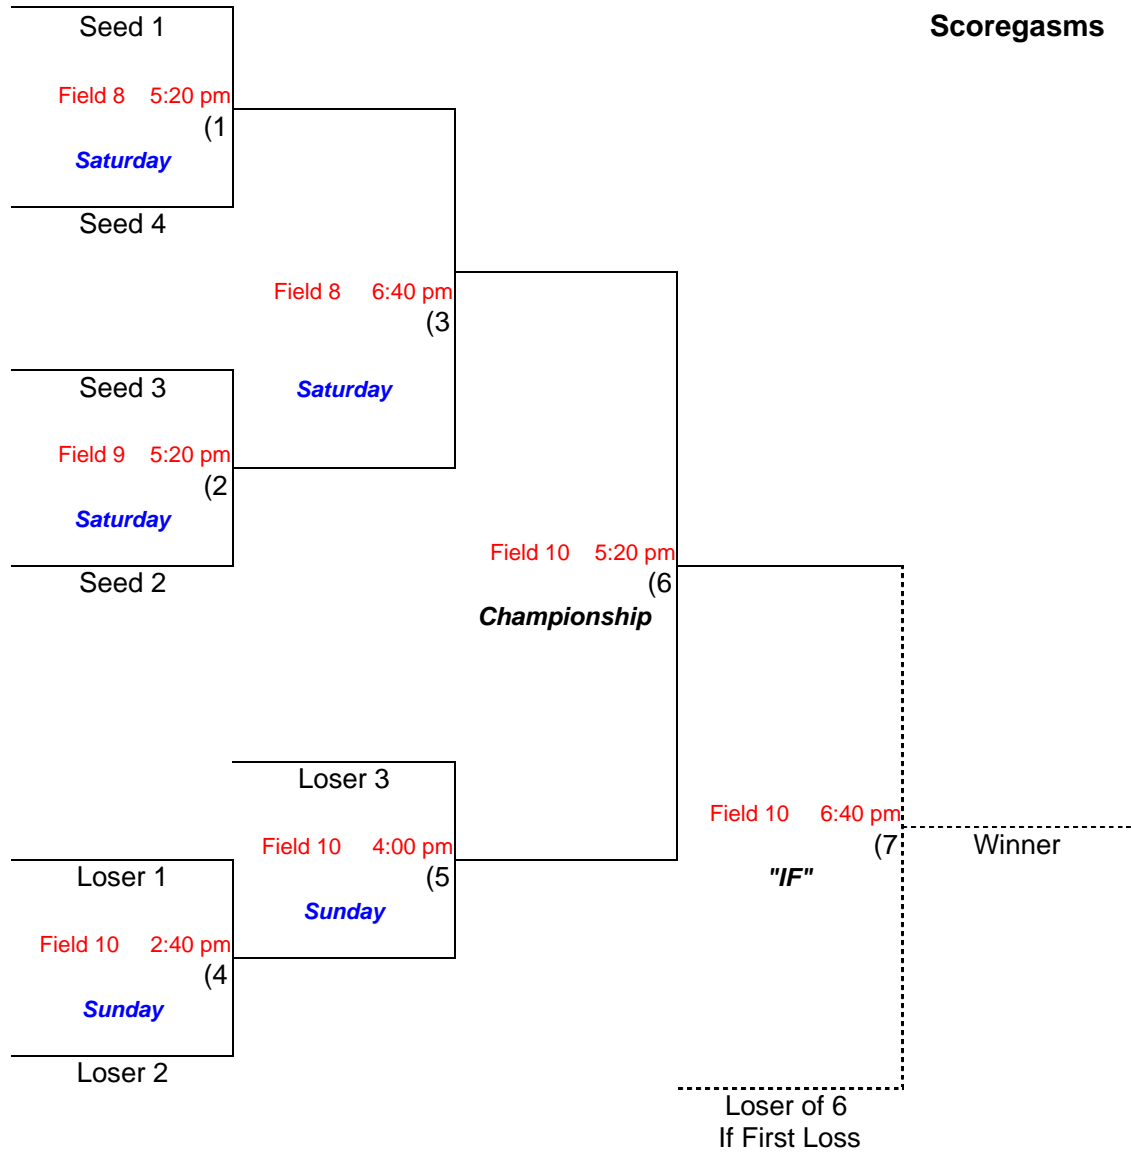 Scoregasms
Seed 1
Field 8 5:20 pm
(1
Saturday
Seed 4
Field 8 6:40 pm
(3
Saturday
Seed 3
Field 9 5:20 pm
(2
Saturday
Seed 2
Field 10 5:20 pm
(6
Championship
Loser 3
Field 10 4:00 pm
(5
Sunday
Loser 1
Field 10 2:40 pm
(4
Sunday
Loser 2
Field 10 6:40 pm
(7
"IF"
Winner
Loser of 6
If First Loss